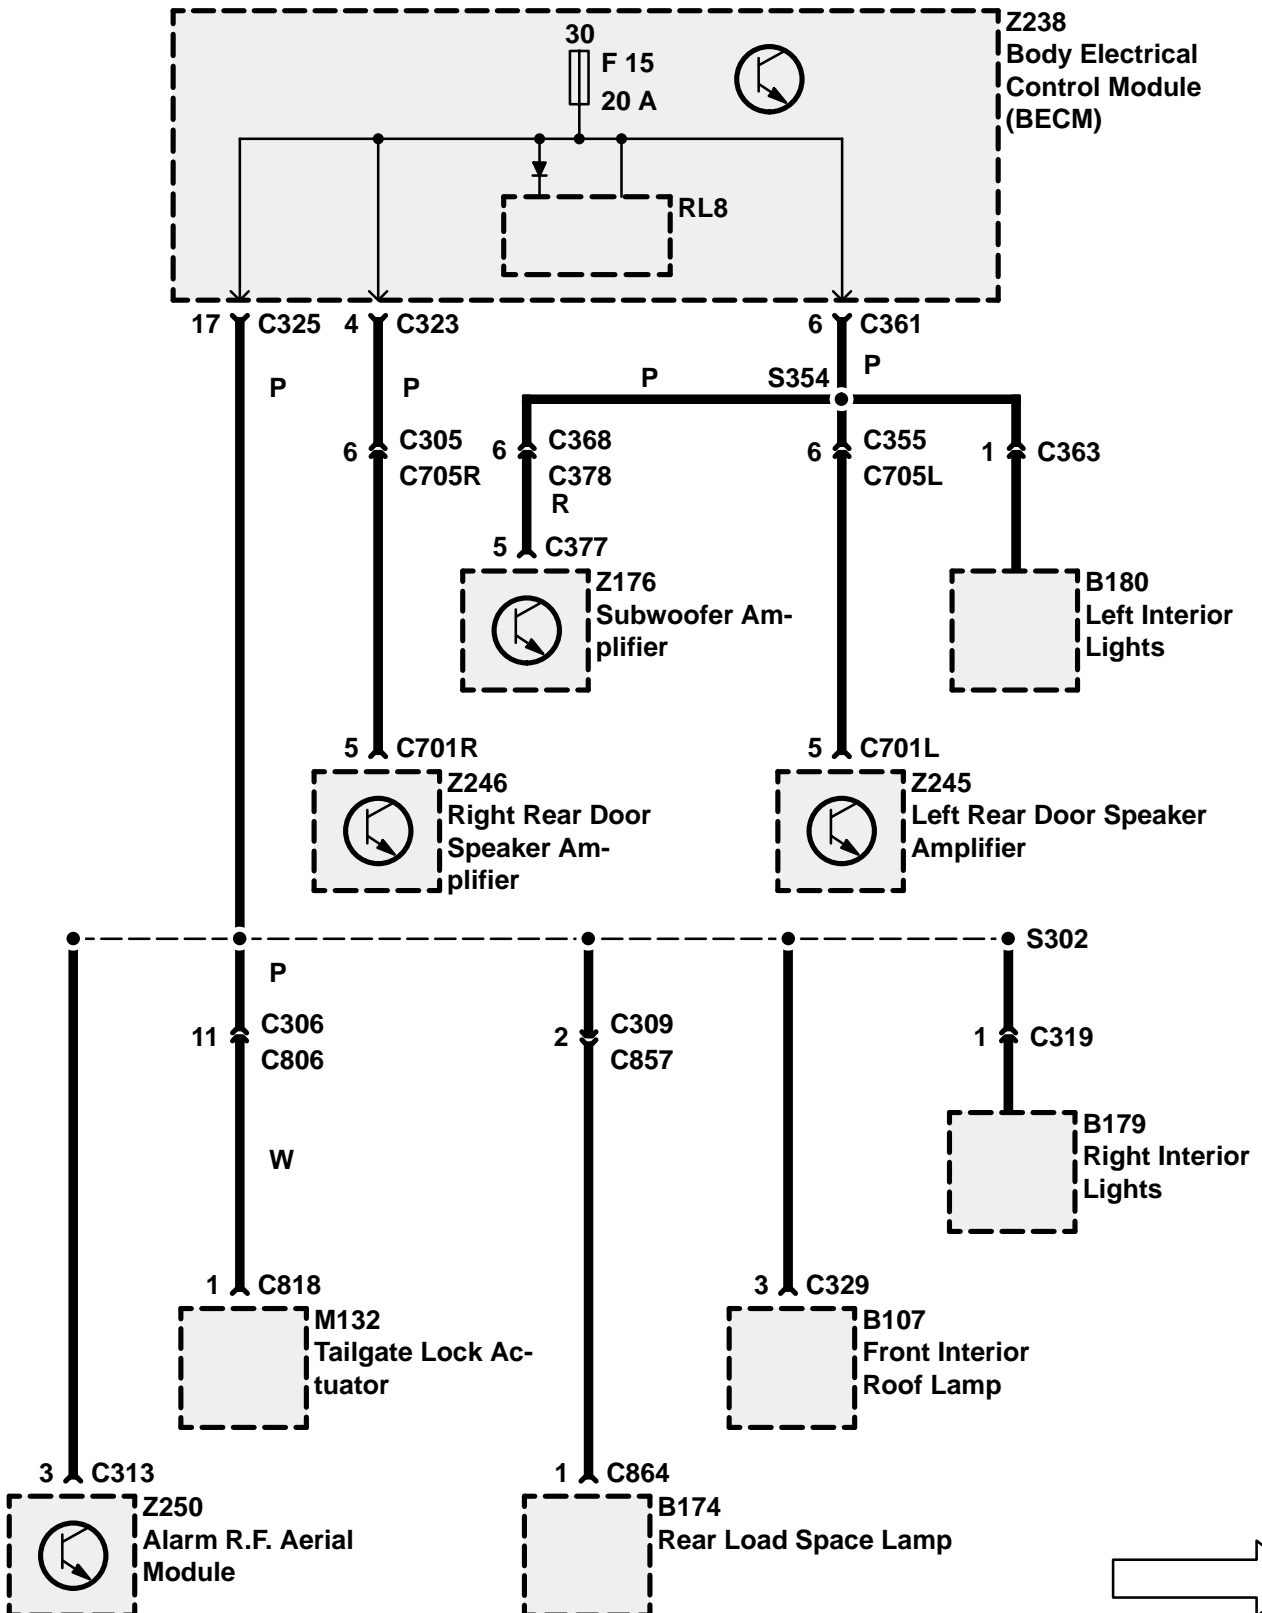 Z238
Body Electrical
Control Module
(BECM)
30
F 15
20 A
RL8
17 C325
4 C323
6 C361
P
P
P
S354
P
6 C305
C705R
6 C368
C378
R
6 C355
C705L
1 C363
5 C377
Z176
Subwoofer Am-
plifier
B180
Left Interior
Lights
5 C701R
Z246
Right Rear Door
Speaker Am-
plifier
5 C701L
Z245
Left Rear Door Speaker
Amplifier
S302
P
11 C306
C806
2 C309
C857
1 C319
W
B179
Right Interior
Lights
1 C818
M132
Tailgate Lock Ac-
tuator
3 C329
B107
Front Interior
Roof Lamp
3 C313
Z250
Alarm R.F. Aerial
Module
1 C864
B174
Rear Load Space Lamp